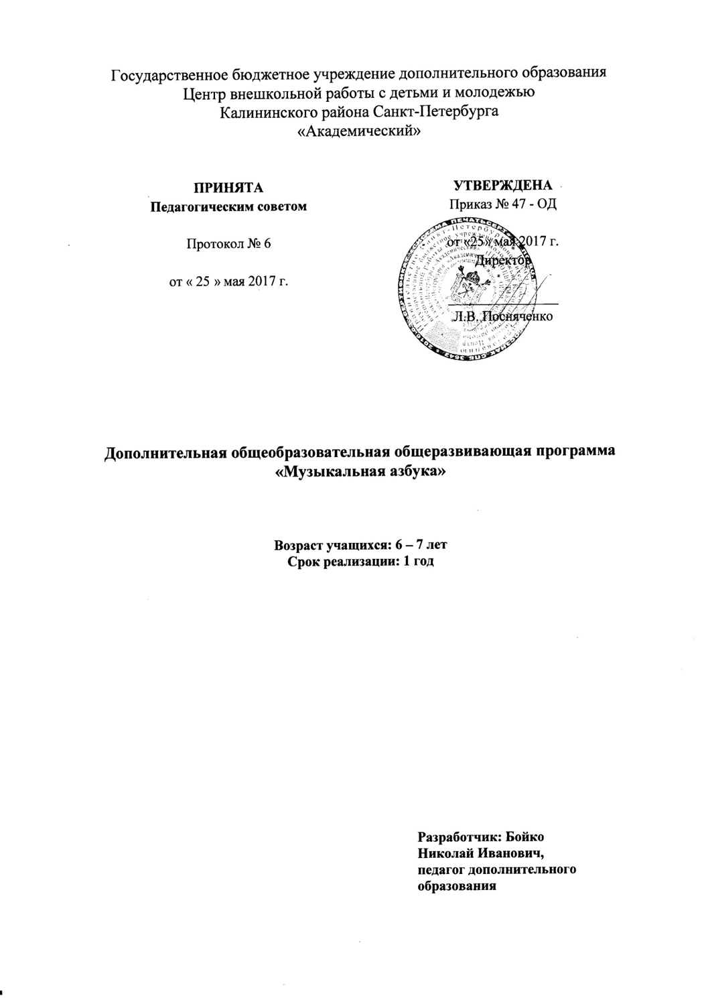 Государственное бюджетное учреждение дополнительного образования
Центр внешкольной работы с детьми и молодежью
Калининского района Санкт-Петербурга
«Академический»
ПРИНЯТА
Педагогическим советом
Протокол № 6
от « 25 » мая 2017 г.
УТВЕРЖДЕНА
Приказ № 47 - ОД
от «25» мая 2017 г.
Директор
Л.В. Посняченко
Дополнительная общеобразовательная общеразвивающая программа
«Музыкальная азбука»
Возраст учащихся: 6 – 7 лет
Срок реализации: 1 год
Разработчик: Бойко
Николай Иванович,
педагог дополнительного
образования